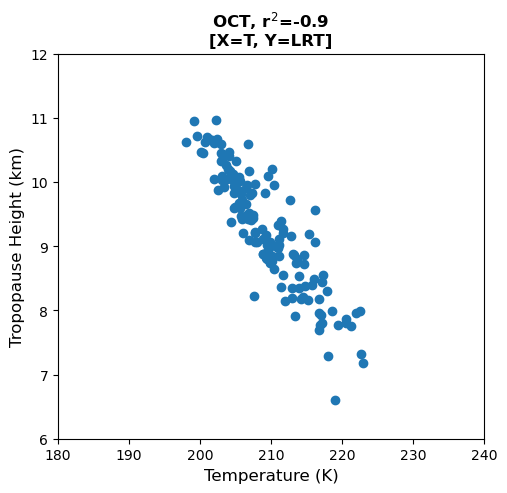 OCT, r²=-0.9
[X=T, Y=LRT]
12
11
10
9
8
7
6
Tropopause Height (km)
180 190 200 210 220 230 240
Temperature (K)